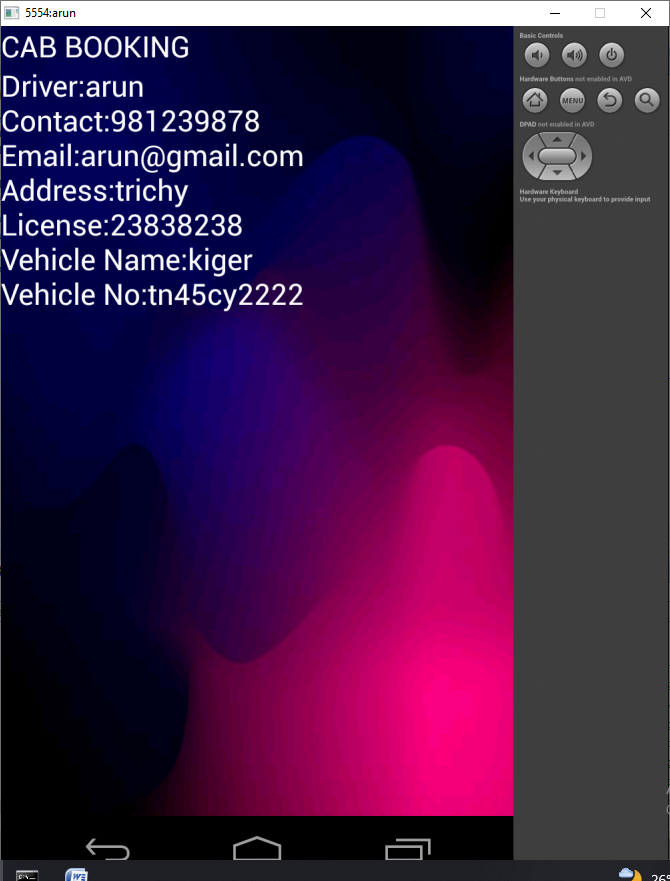 5554:arun
CAB BOOKING
Driver:arun
Contact:981239878
Email:arun@gmail.com
Address:trichy
License:23838238
Vehicle Name:kiger
Vehicle No:tn45cy2222
Basic Controls
Hardware Buttons not enabled in AVD
MENU
DPAD not enabled in AVD
Hardware Keyboard
Use your physical keyboard to provide input